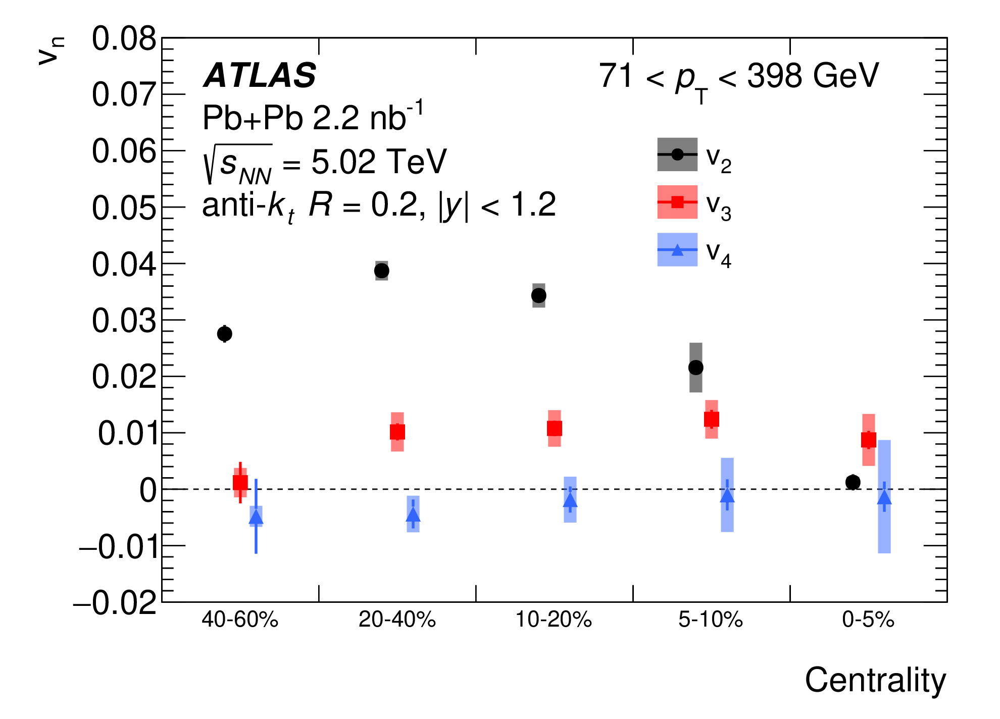 v_n
0.08
0.07
0.06
0.05
0.04
0.03
0.02
0.01
0
−0.01
−0.02
ATLAS
Pb+Pb 2.2 nb^-1
√s_NN = 5.02 TeV
anti-k_t R = 0.2, |y| < 1.2
71 < p_T < 398 GeV
v_2
v_3
v_4
40-60% 20-40% 10-20% 5-10% 0-5%
Centrality